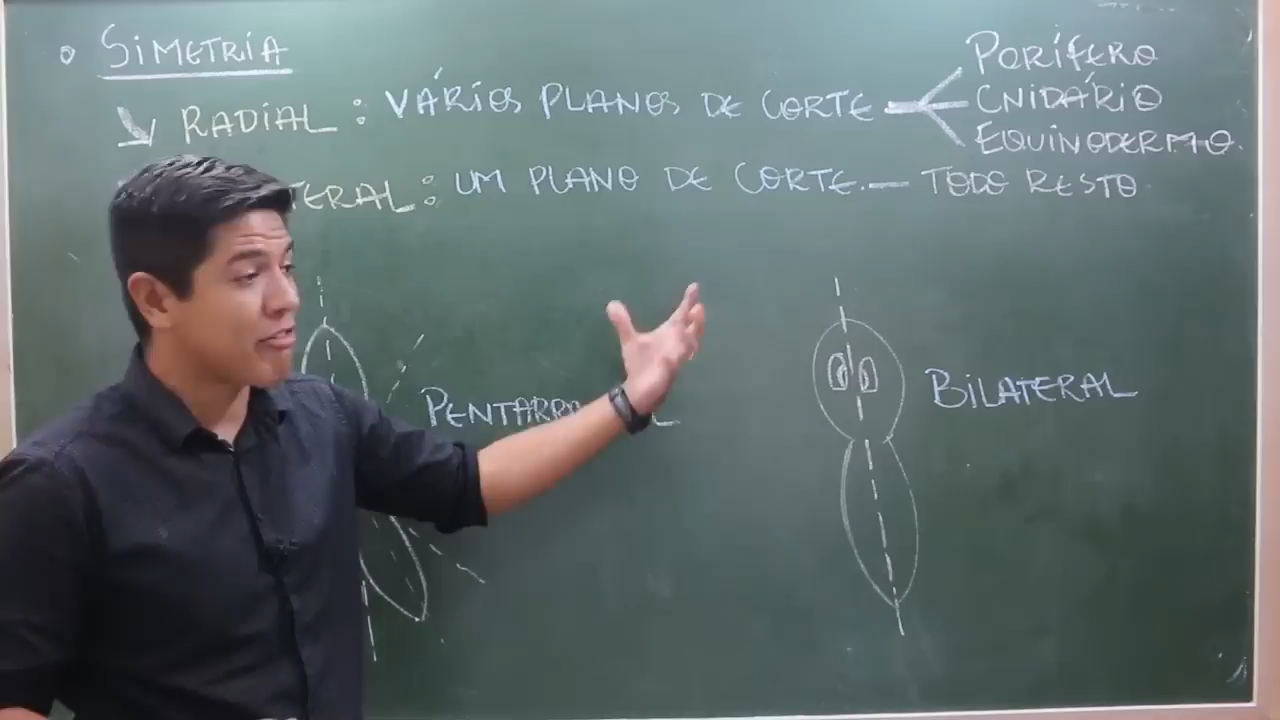 SIMETRIA
RADIAL: VÁRIOS PLANOS DE CORTE
PORÍFERO
CNIDÁRIO
EQUINODERMO.
TERAL: UM PLANO DE CORTE. — TODO RESTO
BILATERAL